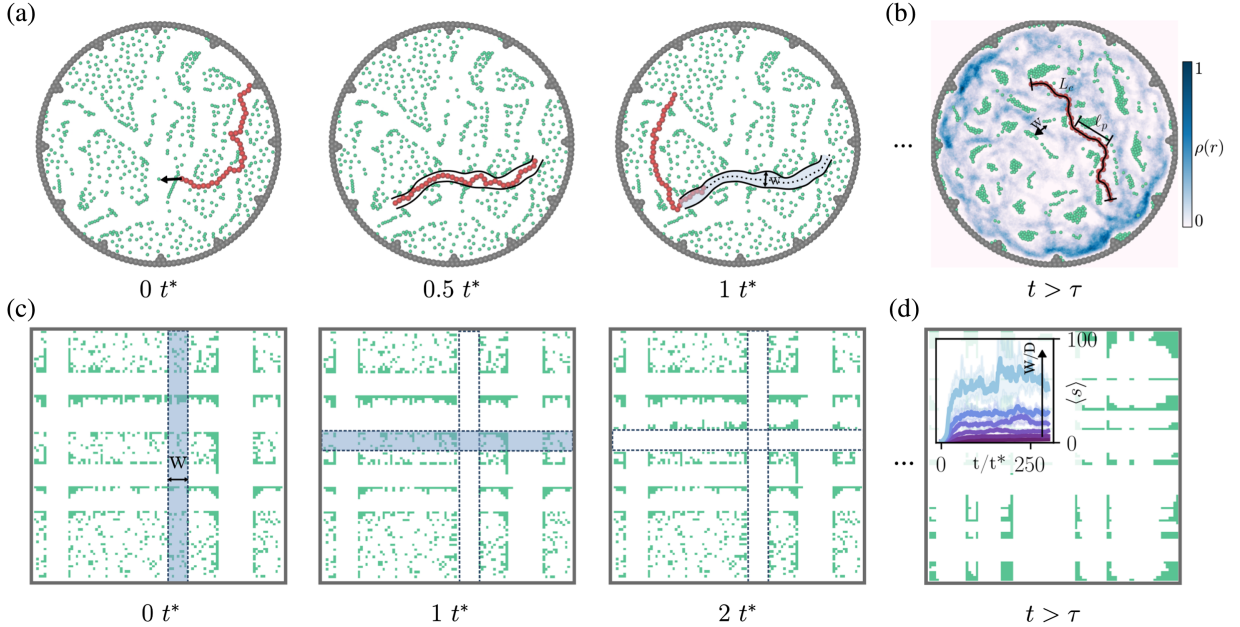 (a)
(b)
L_e
ℓ_p
w
1
ρ(r)
0
w
...
0 t*
0.5 t*
1 t*
t > τ
(c)
(d)
W
100
W/D
⟨s⟩
0
0
t/t*
250
...
0 t*
1 t*
2 t*
t > τ